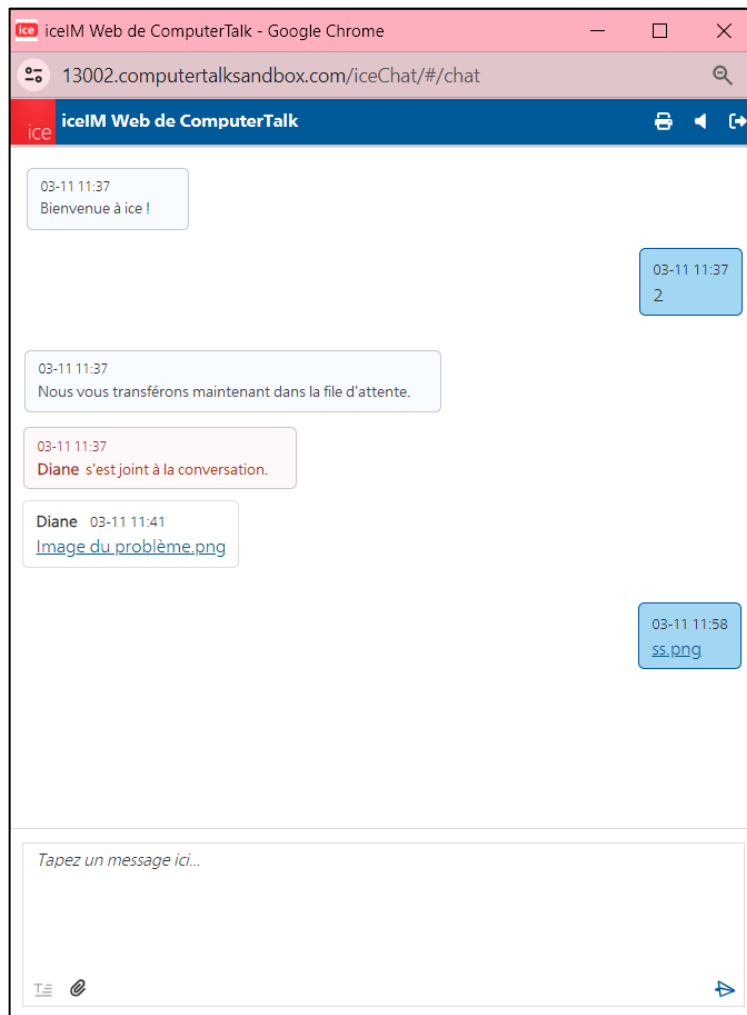 ice iceIM Web de ComputerTalk - Google Chrome
13002.computertalksandbox.com/iceChat/#/chat
ice iceIM Web de ComputerTalk
03-11 11:37
Bienvenue à ice !
03-11 11:37
2
03-11 11:37
Nous vous transférons maintenant dans la file d'attente.
03-11 11:37
Diane s'est joint à la conversation.
Diane 03-11 11:41
Image du problème.png
03-11 11:58
ss.png
Tapez un message ici...